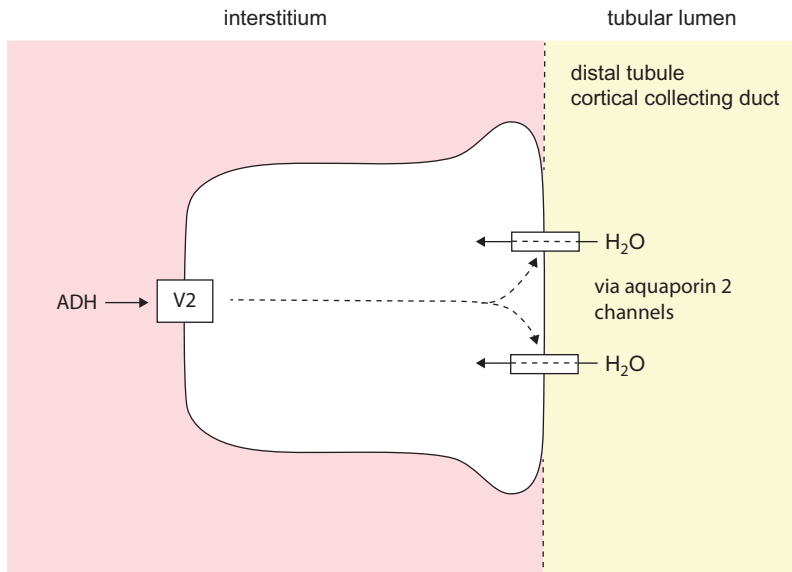 interstitium
tubular lumen
distal tubule
cortical collecting duct
H₂O
ADH
V2
via aquaporin 2
channels
H₂O